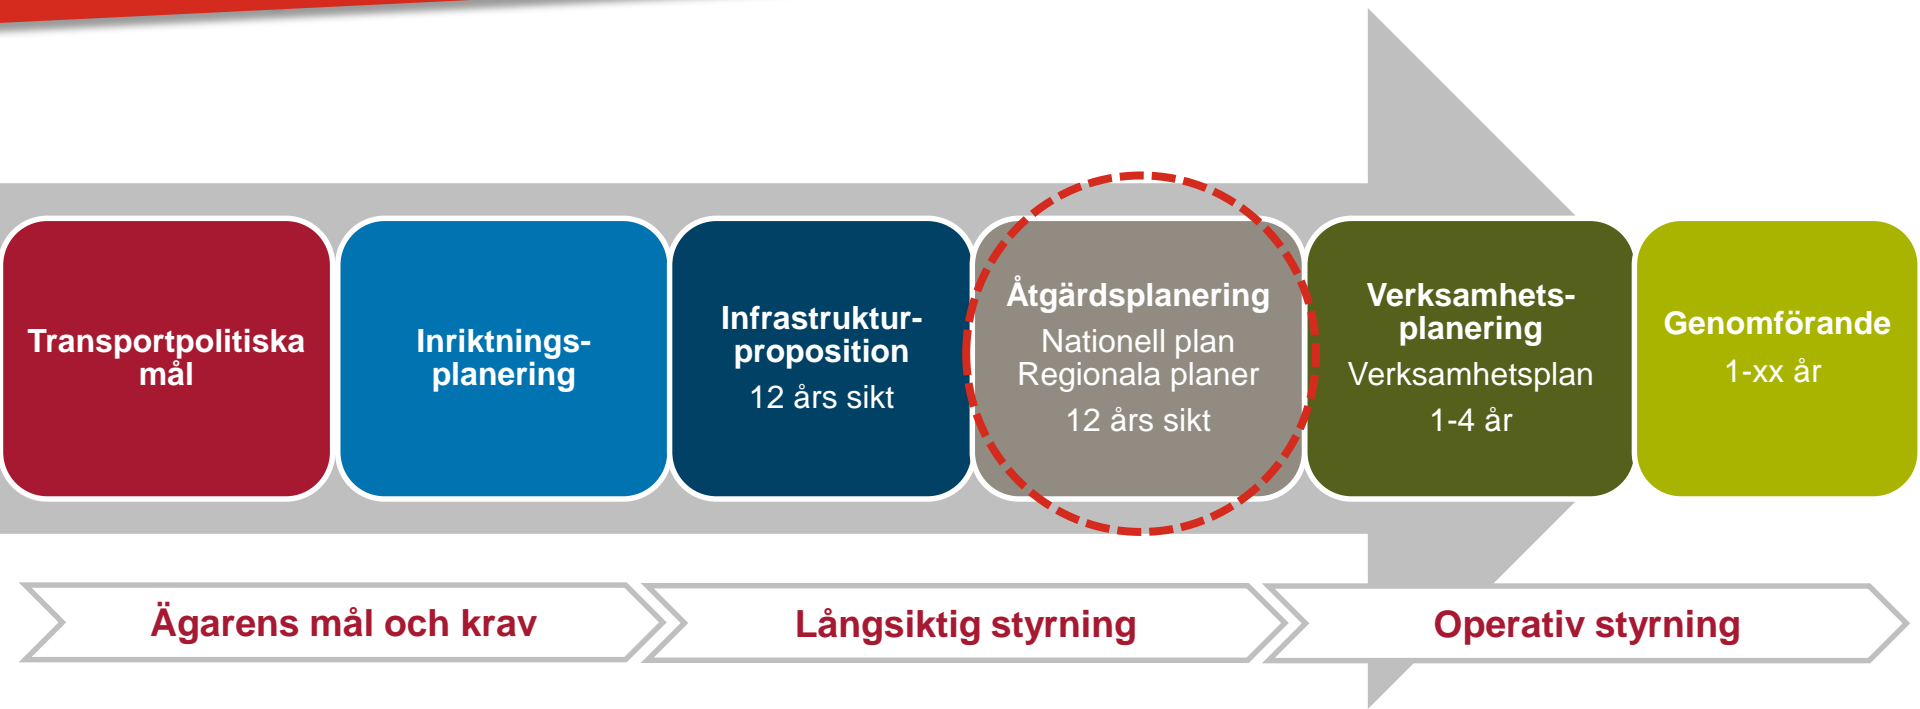 Transportpolitiska
mål
Inriktnings-
planering
Infrastruktur-
proposition
12 års sikt
Åtgärdsplanering
Nationell plan
Regionala planer
12 års sikt
Verksamhets-
planering
Verksamhetsplan
1-4 år
Genomförande
1-xx år
Ägarens mål och krav
Långsiktig styrning
Operativ styrning